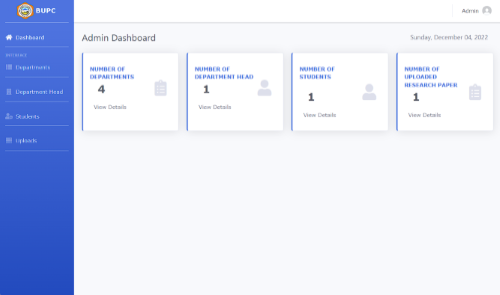 BUPC
Admin
Dashboard
Departments
Department Head
Students
Uploads
Admin Dashboard
Sunday, December 04, 2022
NUMBER OF
DEPARTMENTS
4
View Details
NUMBER OF
DEPARTMENT HEAD
1
View Details
NUMBER OF
STUDENTS
1
View Details
NUMBER OF
UPLOADED
RESEARCH PAPER
1
View Details